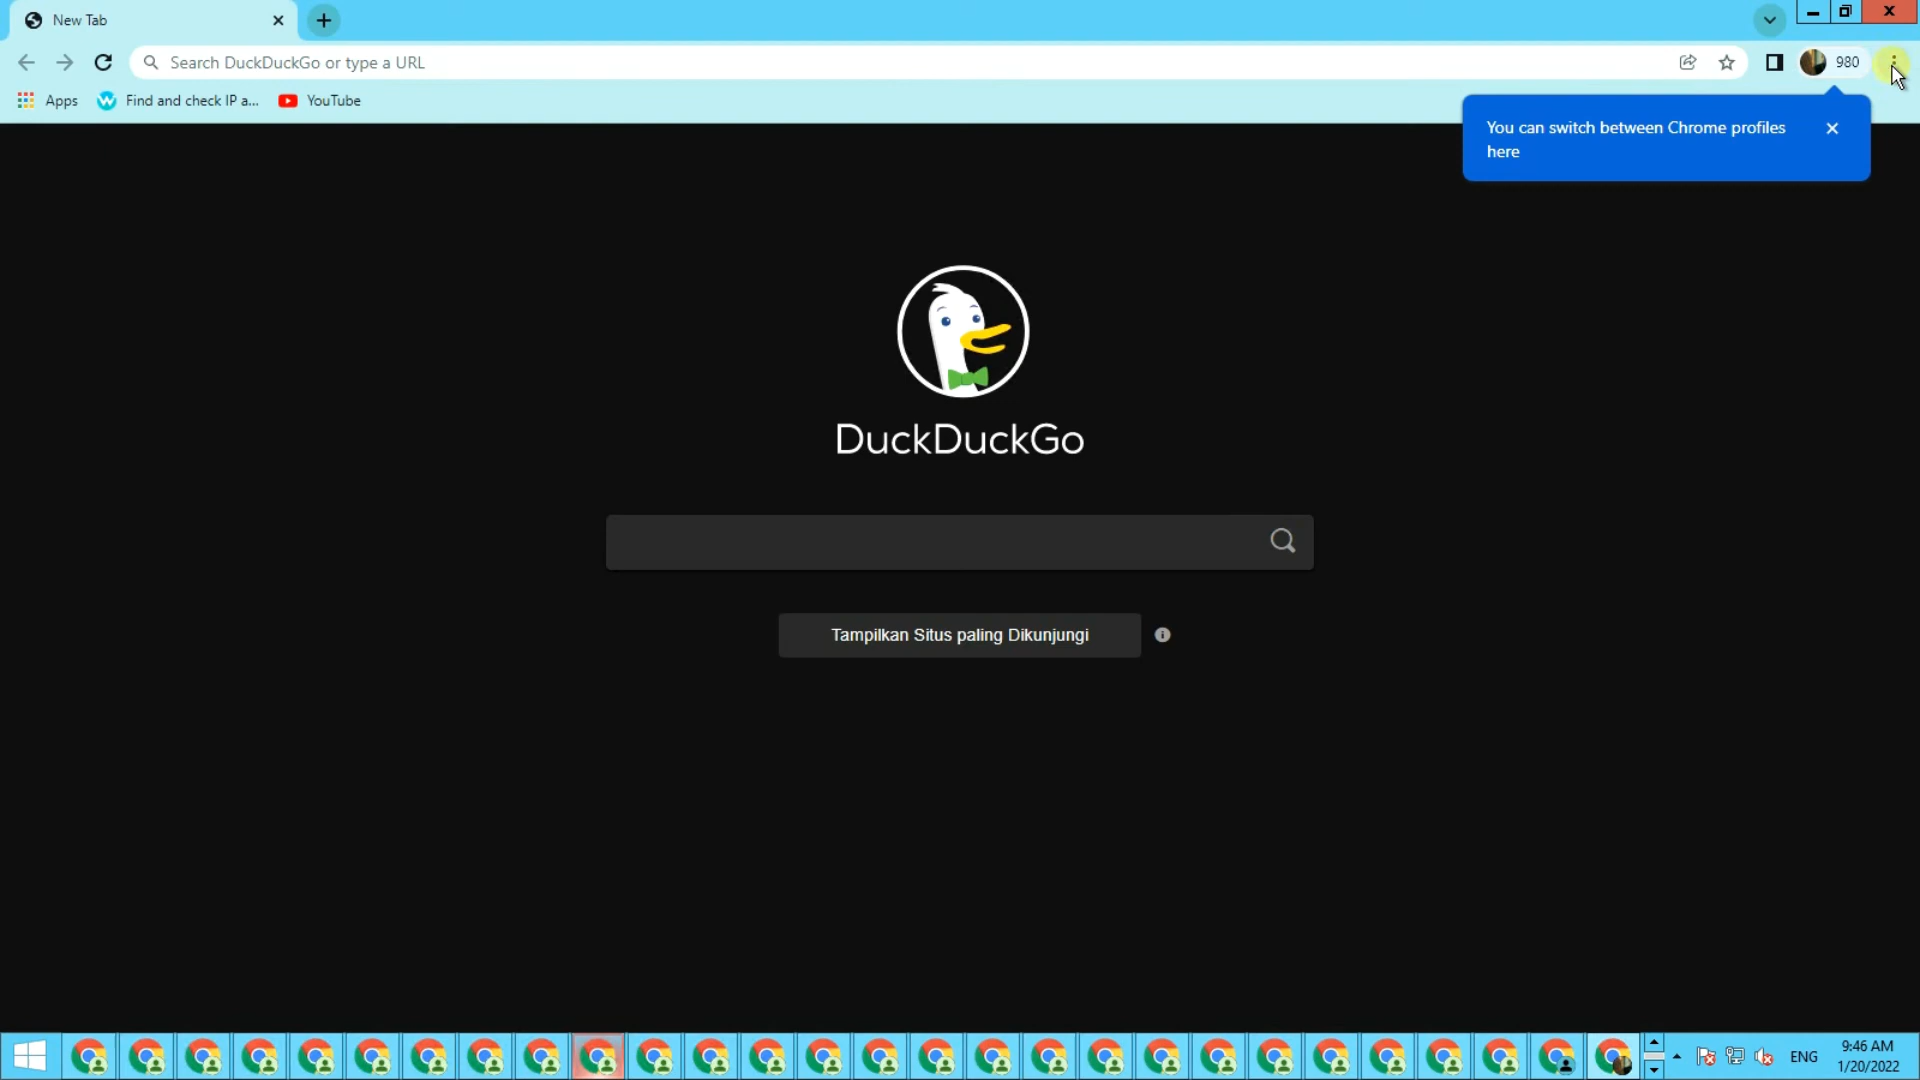 New Tab
Search DuckDuckGo or type a URL
980
Apps
Find and check IP a...
YouTube
You can switch between Chrome profiles
here
DuckDuckGo
Tampilkan Situs paling Dikunjungi
ENG
9:46 AM
1/20/2022